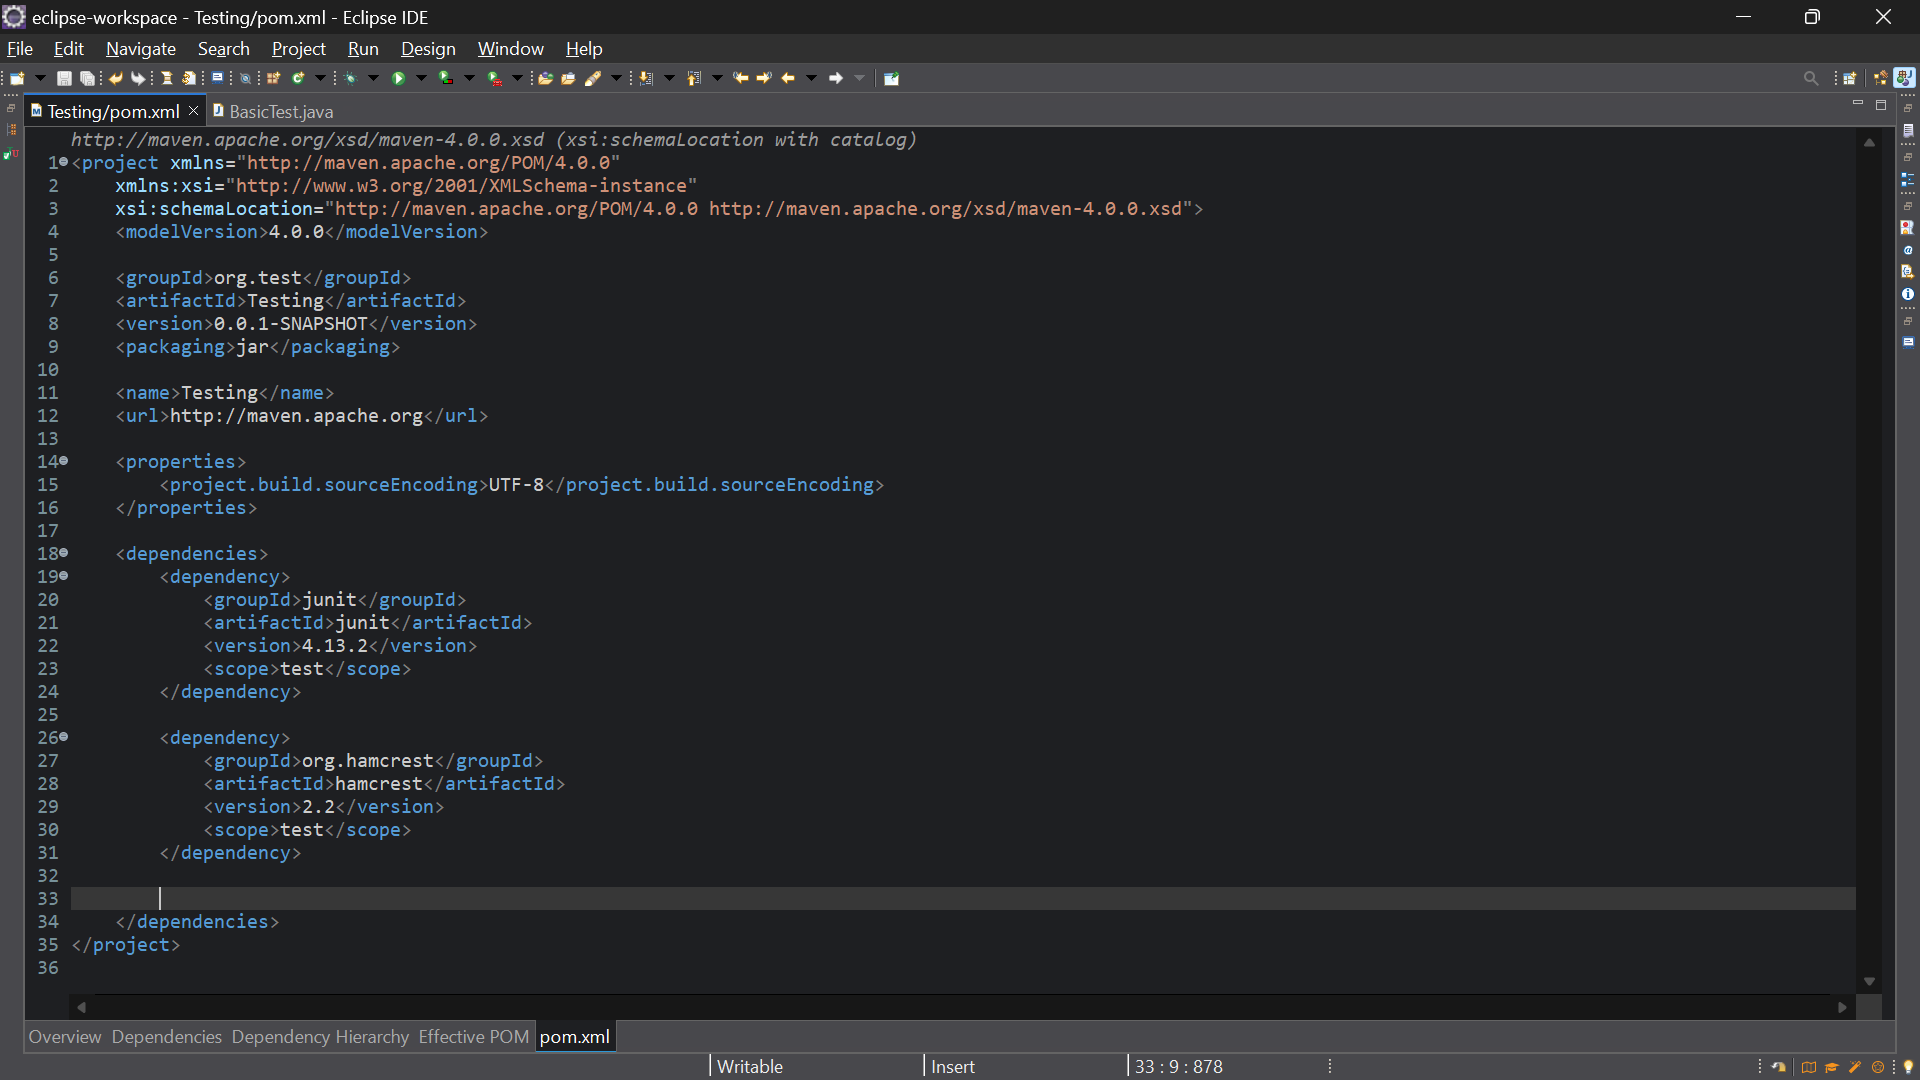 eclipse-workspace - Testing/pom.xml - Eclipse IDE
File Edit Navigate Search Project Run Design Window Help
Testing/pom.xml BasicTest.java
http://maven.apache.org/xsd/maven-4.0.0.xsd (xsi:schemaLocation with catalog)
1 <project xmlns="http://maven.apache.org/POM/4.0.0"
2 xmlns:xsi="http://www.w3.org/2001/XMLSchema-instance"
3 xsi:schemaLocation="http://maven.apache.org/POM/4.0.0 http://maven.apache.org/xsd/maven-4.0.0.xsd">
4 <modelVersion>4.0.0</modelVersion>
5
6 <groupId>org.test</groupId>
7 <artifactId>Testing</artifactId>
8 <version>0.0.1-SNAPSHOT</version>
9 <packaging>jar</packaging>
10
11 <name>Testing</name>
12 <url>http://maven.apache.org</url>
13
14 <properties>
15 <project.build.sourceEncoding>UTF-8</project.build.sourceEncoding>
16 </properties>
17
18 <dependencies>
19 <dependency>
20 <groupId>junit</groupId>
21 <artifactId>junit</artifactId>
22 <version>4.13.2</version>
23 <scope>test</scope>
24 </dependency>
25
26 <dependency>
27 <groupId>org.hamcrest</groupId>
28 <artifactId>hamcrest</artifactId>
29 <version>2.2</version>
30 <scope>test</scope>
31 </dependency>
32
33
34 </dependencies>
35 </project>
36
Overview Dependencies Dependency Hierarchy Effective POM pom.xml
Writable Insert 33 : 9 : 878